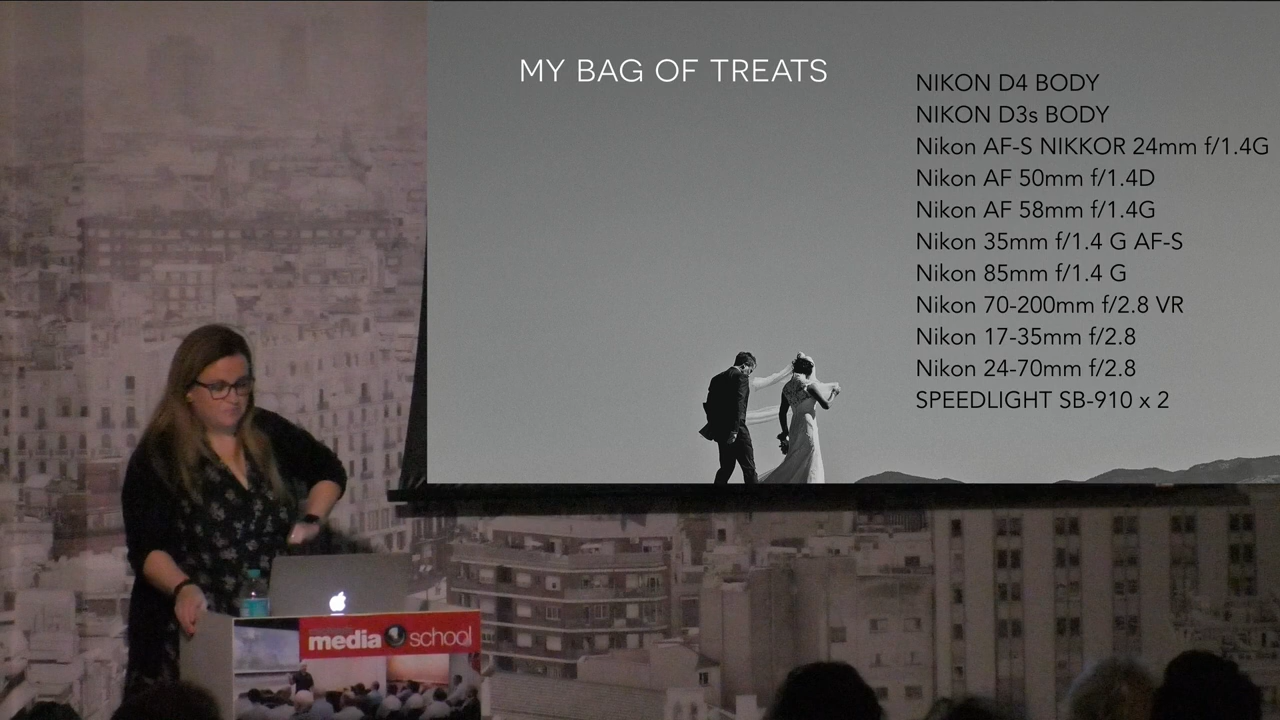 MY BAG OF TREATS
NIKON D4 BODY
NIKON D3s BODY
Nikon AF-S NIKKOR 24mm f/1.4G
Nikon AF 50mm f/1.4D
Nikon AF 58mm f/1.4G
Nikon 35mm f/1.4 G AF-S
Nikon 85mm f/1.4 G
Nikon 70-200mm f/2.8 VR
Nikon 17-35mm f/2.8
Nikon 24-70mm f/2.8
SPEEDLIGHT SB-910 x 2
media school